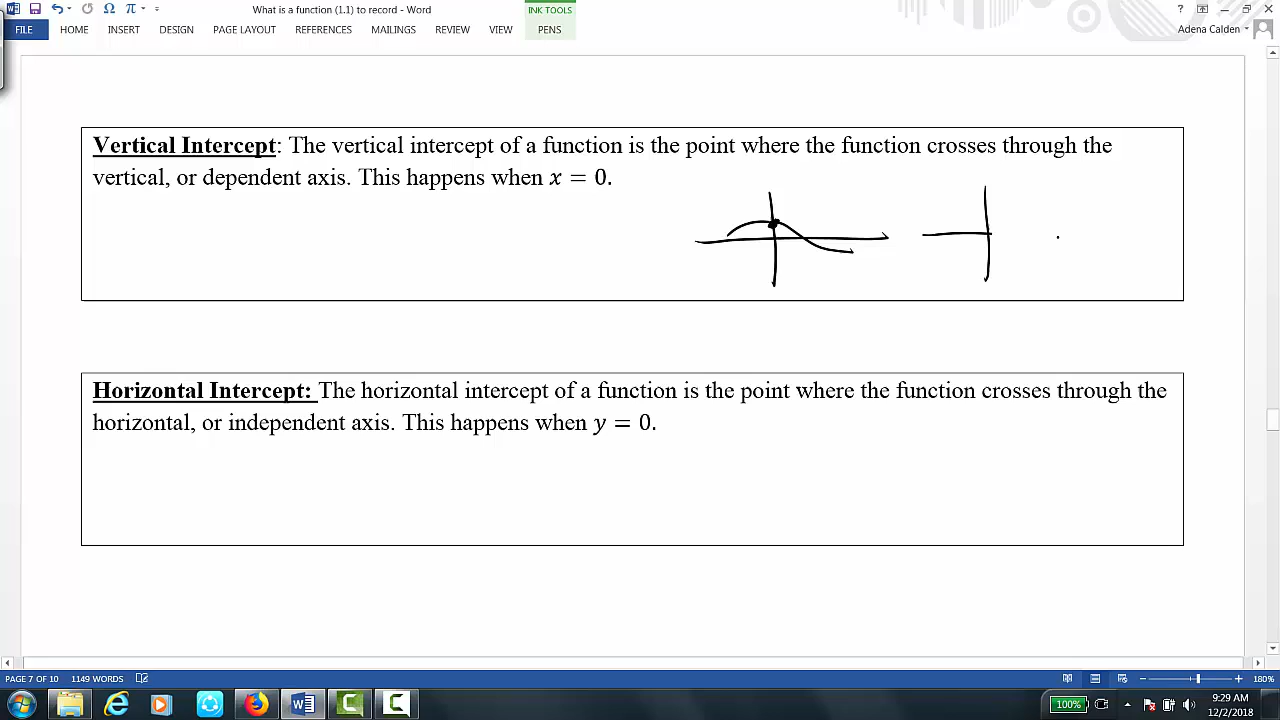 What is a function (1.1) to record - Word
INK TOOLS
FILE HOME INSERT DESIGN PAGE LAYOUT REFERENCES MAILINGS REVIEW VIEW PENS
Adena Calden
Vertical Intercept: The vertical intercept of a function is the point where the function crosses through the
vertical, or dependent axis. This happens when x = 0.
Horizontal Intercept: The horizontal intercept of a function is the point where the function crosses through the
horizontal, or independent axis. This happens when y = 0.
PAGE 7 OF 10 1149 WORDS 180%
100% 9:29 AM
12/2/2018